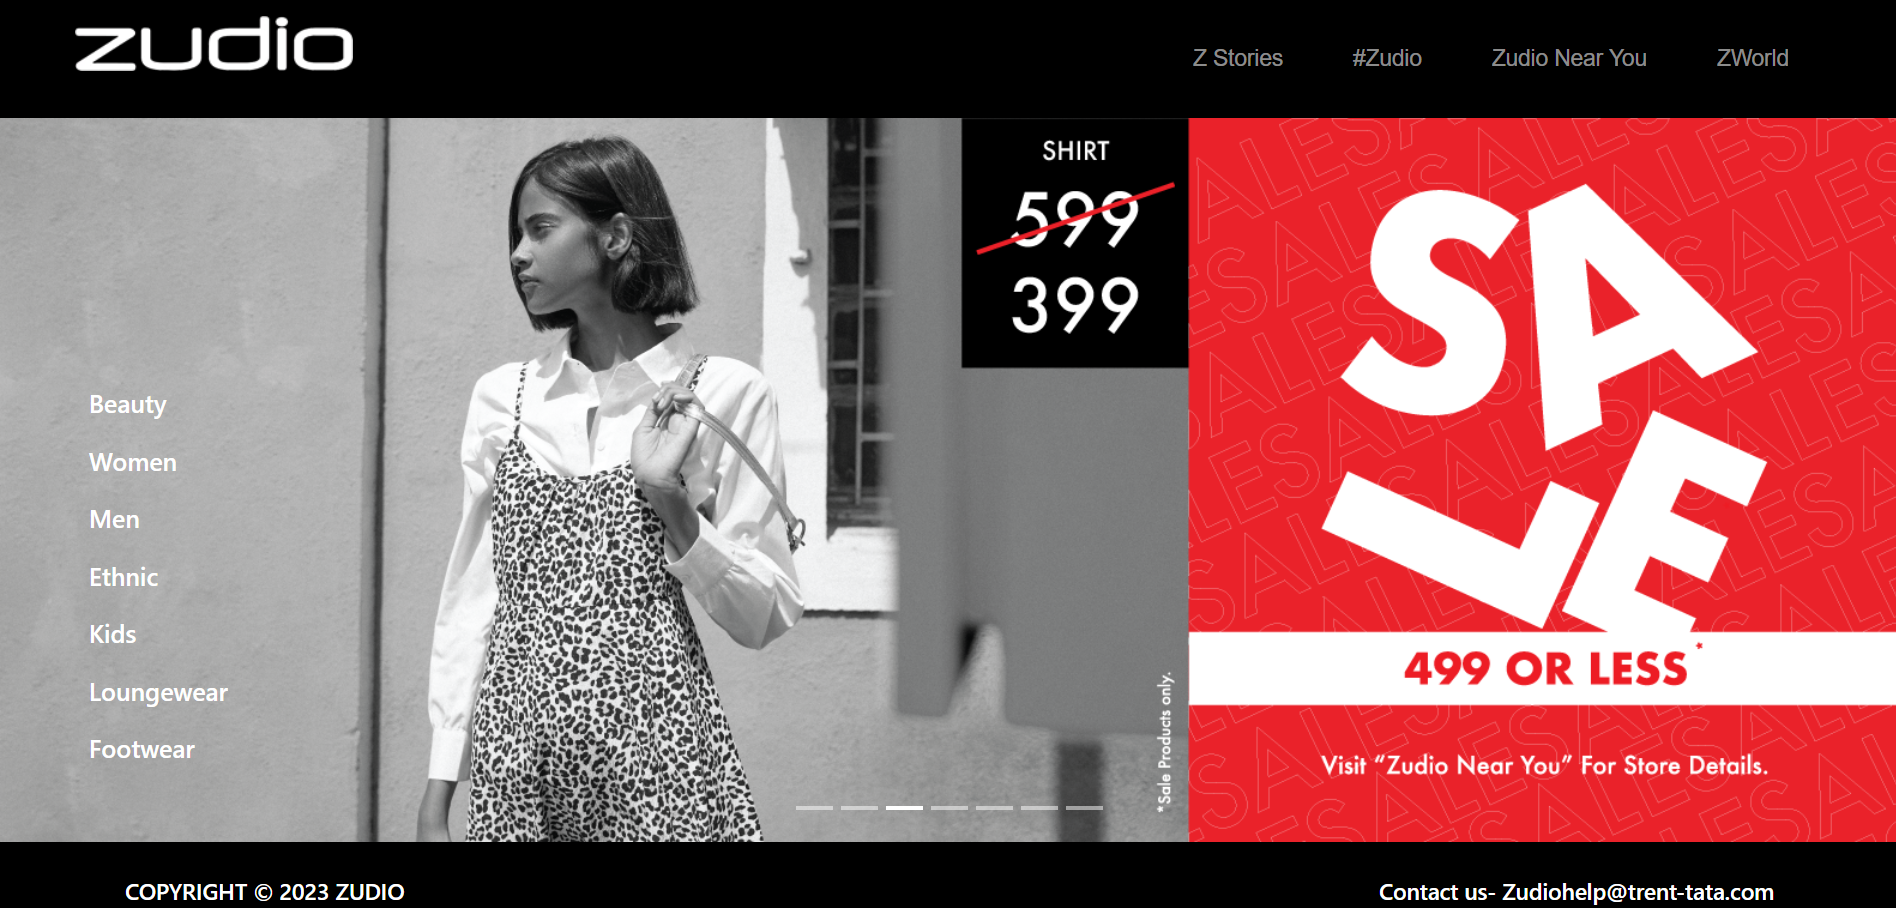 zudio
Z Stories
#Zudio
Zudio Near You
ZWorld
SHIRT
599
399
Beauty
Women
Men
Ethnic
Kids
Loungewear
Footwear
*Sale Products only.
SALE
499 OR LESS*
Visit “Zudio Near You” For Store Details.
COPYRIGHT © 2023 ZUDIO
Contact us- Zudiohelp@trent-tata.com